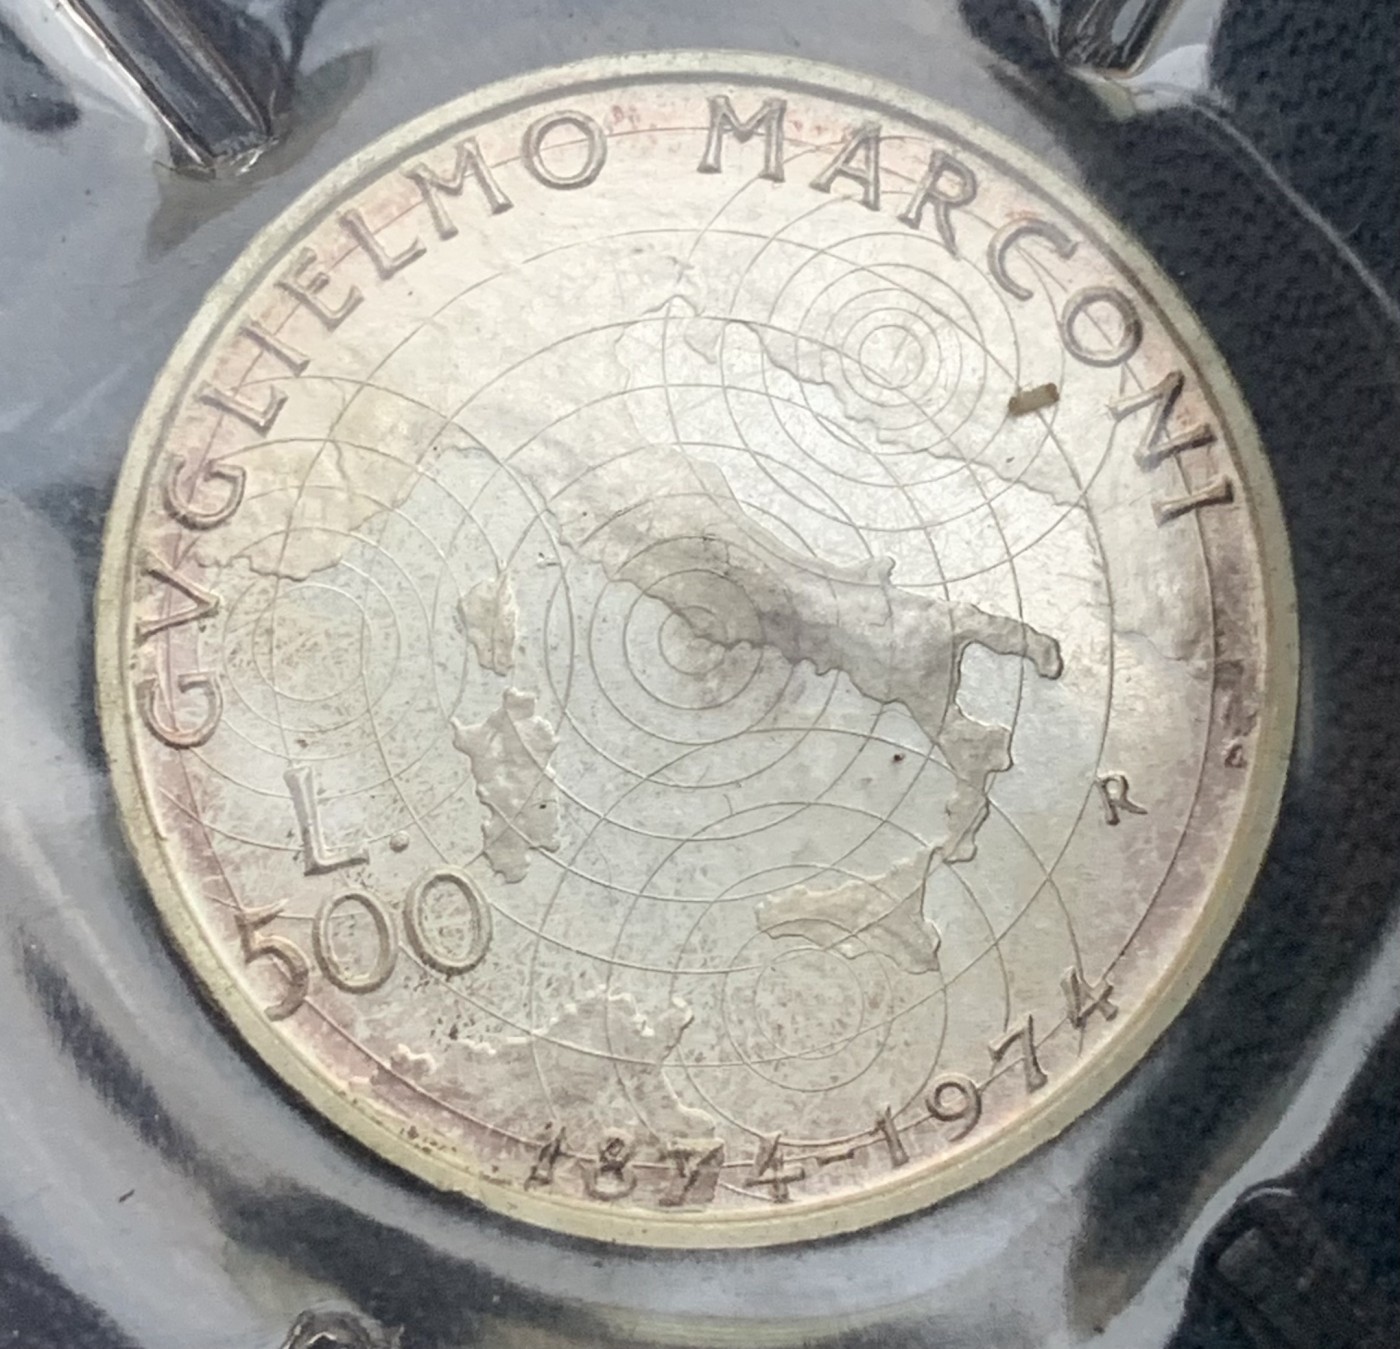 GVGLIELMO MARCONI
L.
500
R
1874-1974